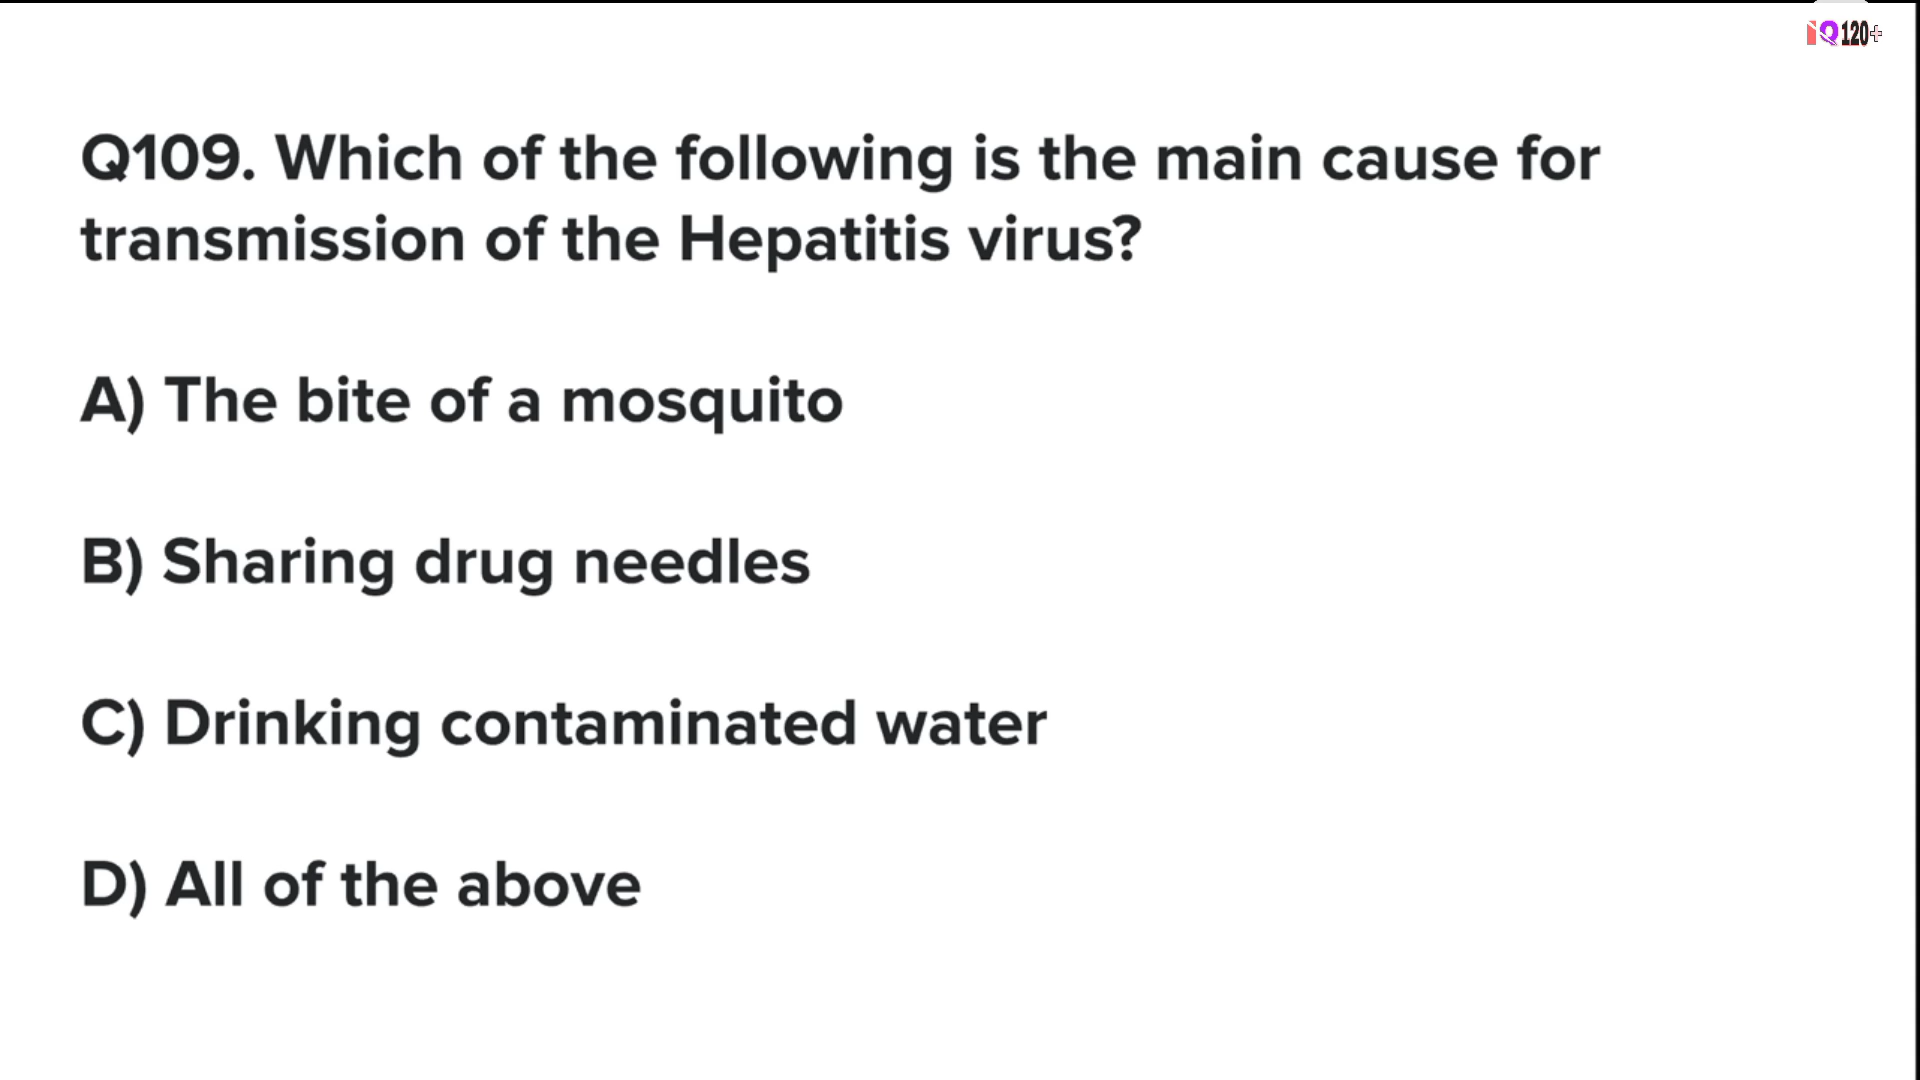 iQ120+
Q109. Which of the following is the main cause for
transmission of the Hepatitis virus?
A) The bite of a mosquito
B) Sharing drug needles
C) Drinking contaminated water
D) All of the above